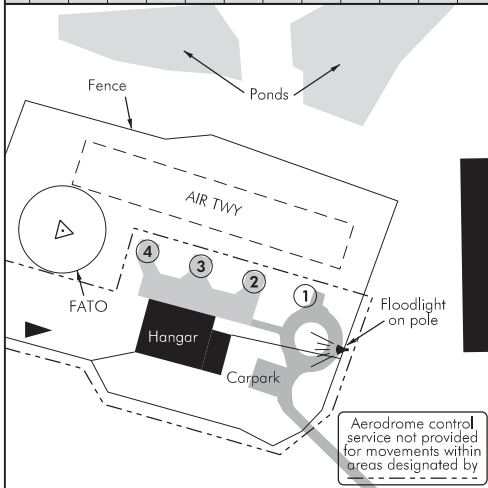 Fence
Ponds
AIR TWY
4
3
2
1
FATO
Floodlight
on pole
Hangar
Carpark
Aerodrome control
service not provided
for movements within
areas designated by